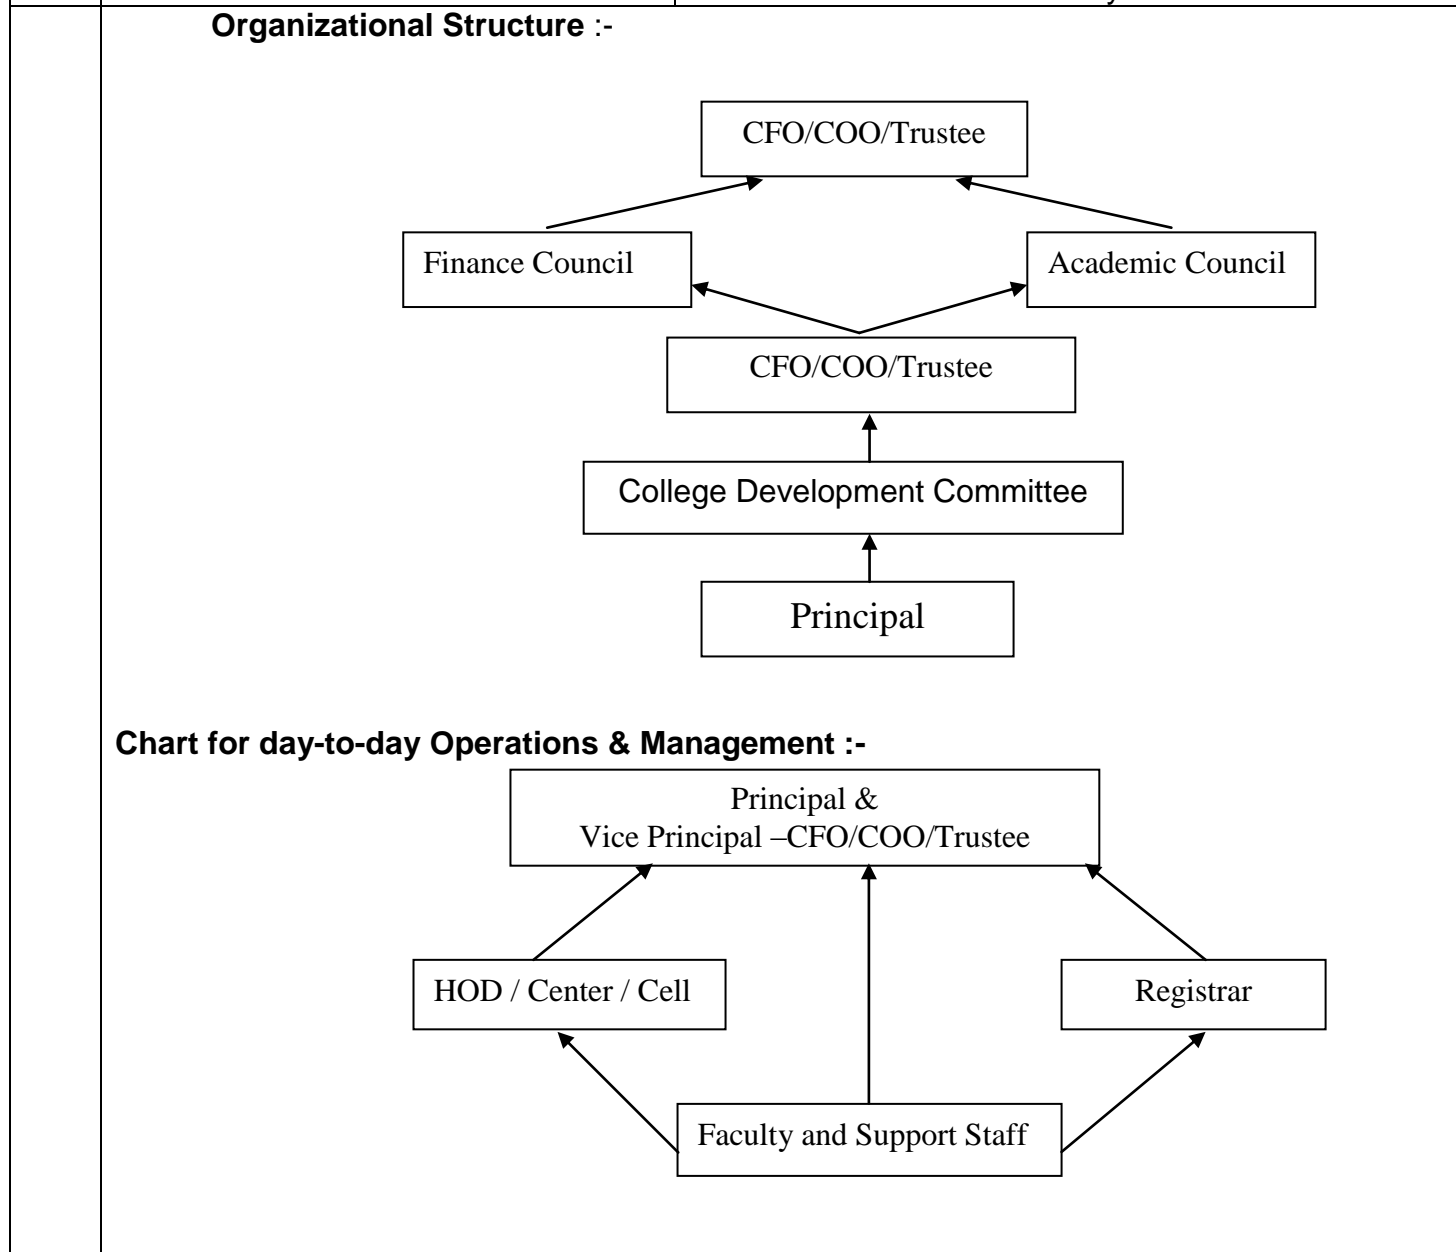 Organizational Structure :-
CFO/COO/Trustee
Finance Council
Academic Council
CFO/COO/Trustee
College Development Committee
Principal
Chart for day-to-day Operations & Management :-
Principal &
Vice Principal –CFO/COO/Trustee
HOD / Center / Cell
Registrar
Faculty and Support Staff